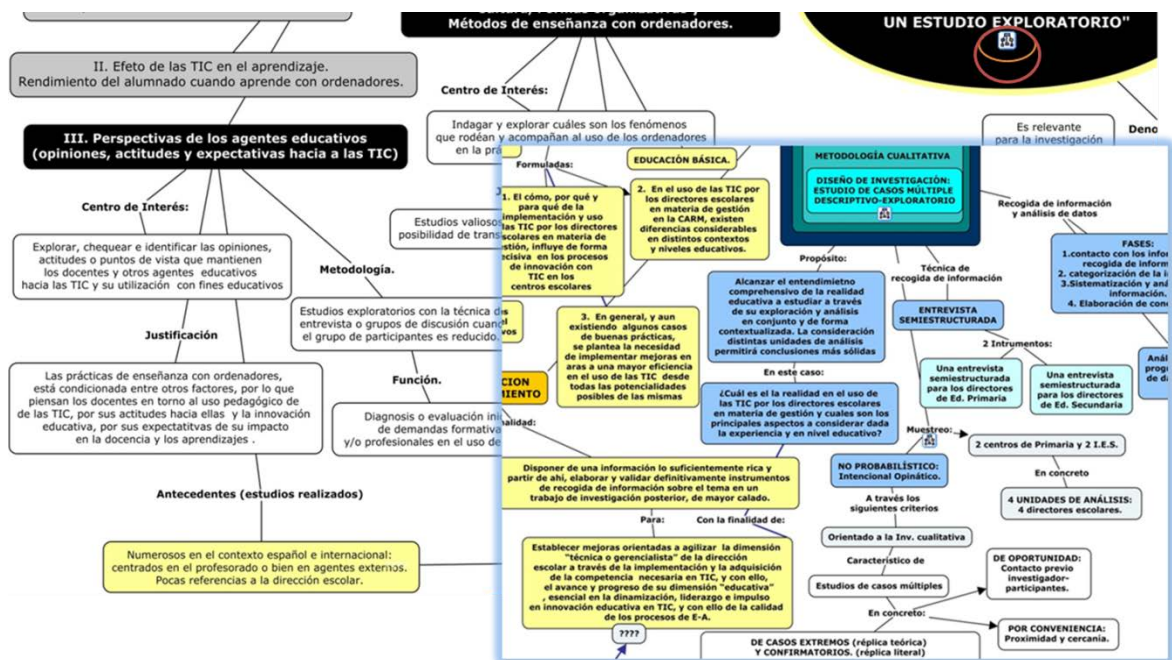 Métodos de enseñanza con ordenadores.
UN ESTUDIO EXPLORATORIO"
II. Efeto de las TIC en el aprendizaje.
Rendimiento del alumnado cuando aprende con ordenadores.
III. Perspectivas de los agentes educativos
(opiniones, actitudes y expectativas hacia a las TIC)
Centro de Interés:
Explorar, chequear e identificar las opiniones,
actitudes o puntos de vista que mantienen
los docentes y otros agentes educativos
hacia las TIC y su utilización con fines educativos
Justificación
Las prácticas de enseñanza con ordenadores,
está condicionada entre otros factores, por lo que
piensan los docentes en torno al uso pedagógico de
de las TIC, por sus actitudes hacia ellas y la innovación
educativa, por sus expectatitvas de su impacto
en la docencia y los aprendizajes .
Antecedentes (estudios realizados)
Numerosos en el contexto español e internacional:
centrados en el profesorado o bien en agentes externos.
Pocas referencias a la dirección escolar.
Metodología.
Estudios exploratorios con la técnica
entrevista o grupos de discusión
el grupo de participantes es reducido.
Función.
Diagnosis o evaluación
de demandas
y/o profesionales en el uso de
Centro de Interés:
Indagar y explorar cuáles son los fenómenos
que rodéan y acompañan al uso de los ordenadores
en la
Estudios
posibilidad de
Es relevante
para la investigación
Formuladas:
EDUCACIÒN BÁSICA.
1. El cómo, por qué y
para qué de la
implementación y uso
las TIC por los directores
escolares en materia de
influye de forma
en los procesos
de innovación con
TIC en los
centros escolares
2. En el uso de las TIC por
los directores escolares
en materia de gestión
en la CARM, existen
diferencias considerables
en distintos contextos
y niveles educativos.
3. En general, y aun
existiendo algunos casos
de buenas prácticas,
se plantea la necesidad
de implementar mejoras en
aras a una mayor eficiencia
en el uso de las TIC desde
todas las potencialidades
posibles de las mismas
Disponer de una información lo suficientemente rica y
partir de ahí, elaborar y validar definitivamente instrumentos
de recogida de información sobre el tema en un
trabajo de investigación posterior, de mayor calado.
Para:
Con la finalidad de:
Establecer mejoras orientadas a agilizar la dimensión
"técnica o gerencialista" de la dirección
escolar a través de la implementación y la adquisición
de la competencia necesaria en TIC, y con ello,
el avance y progreso de su dimensión "educativa"
, esencial en la dinamización, liderazgo e impulso
en innovación educativa en TIC, y con ello de la calidad
de los procesos de E-A.
????
METODOLOGÍA CUALITATIVA
DISEÑO DE INVESTIGACIÒN:
ESTUDIO DE CASOS MÚLTIPLE
DESCRIPTIVO-EXPLORATORIO
Propósito:
Alcanzar el entendimietno
comprehensivo de la realidad
educativa a estudiar a través
de su exploración y análisis
en conjunto y de forma
contextualizada. La consideración
distintas unidades de análisis
permitirá conclusiones más sólidas
En este caso:
¿Cuál es el la realidad en el uso de
las TIC por los directores escolares
en matería de gestión y cuales son los
principales aspectos a considerar dada
la experiencia y en nivel educativo?
Técnica de
recogida de información
ENTREVISTA
SEMIESTRUCTURADA
2 Intrumentos:
Una entrevista
semiestructurada
para los directores
de Ed. Primaria
Una entrevista
semiestructurada
para los directores
de Ed. Secundaria
Recogida de información
y análisis de datos
FASES:
1.contacto con los
recogida de
2. categorización de la
3.Sistematización y
información.
4. Elaboración de
Muestreo:
2 centros de Primaria y 2 I.E.S.
En concreto
4 UNIDADES DE ANÁLISIS:
4 directores escolares.
NO PROBABILÍSTICO:
Intencional Opinático.
A través los
siguientes criterios
Orientado a la Inv. cualitativa
Característico de
Estudios de casos múltiples
En concreto:
DE OPORTUNIDAD:
Contacto previo
investigador-
participantes.
POR CONVENIENCIA:
Proximidad y cercanía.
DE CASOS EXTREMOS (réplica teórica)
Y CONFIRMATORIOS. (réplica literal)